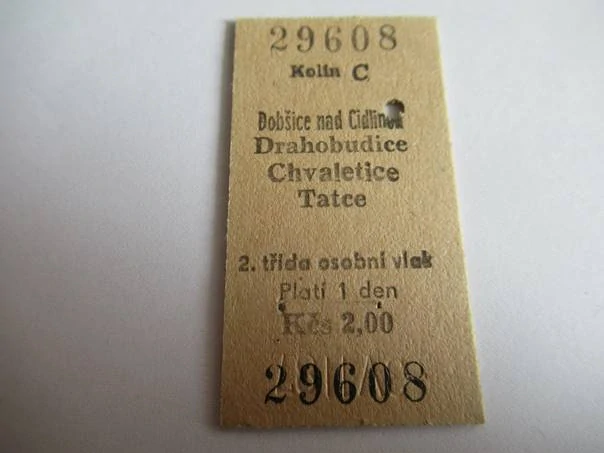 29608
Kolín C
Dobšice nad Cidlinou
Drahobudice
Chvaletice
Tatce
2. třída osobní vlak
Platí 1 den
Kčs 2,00
29608